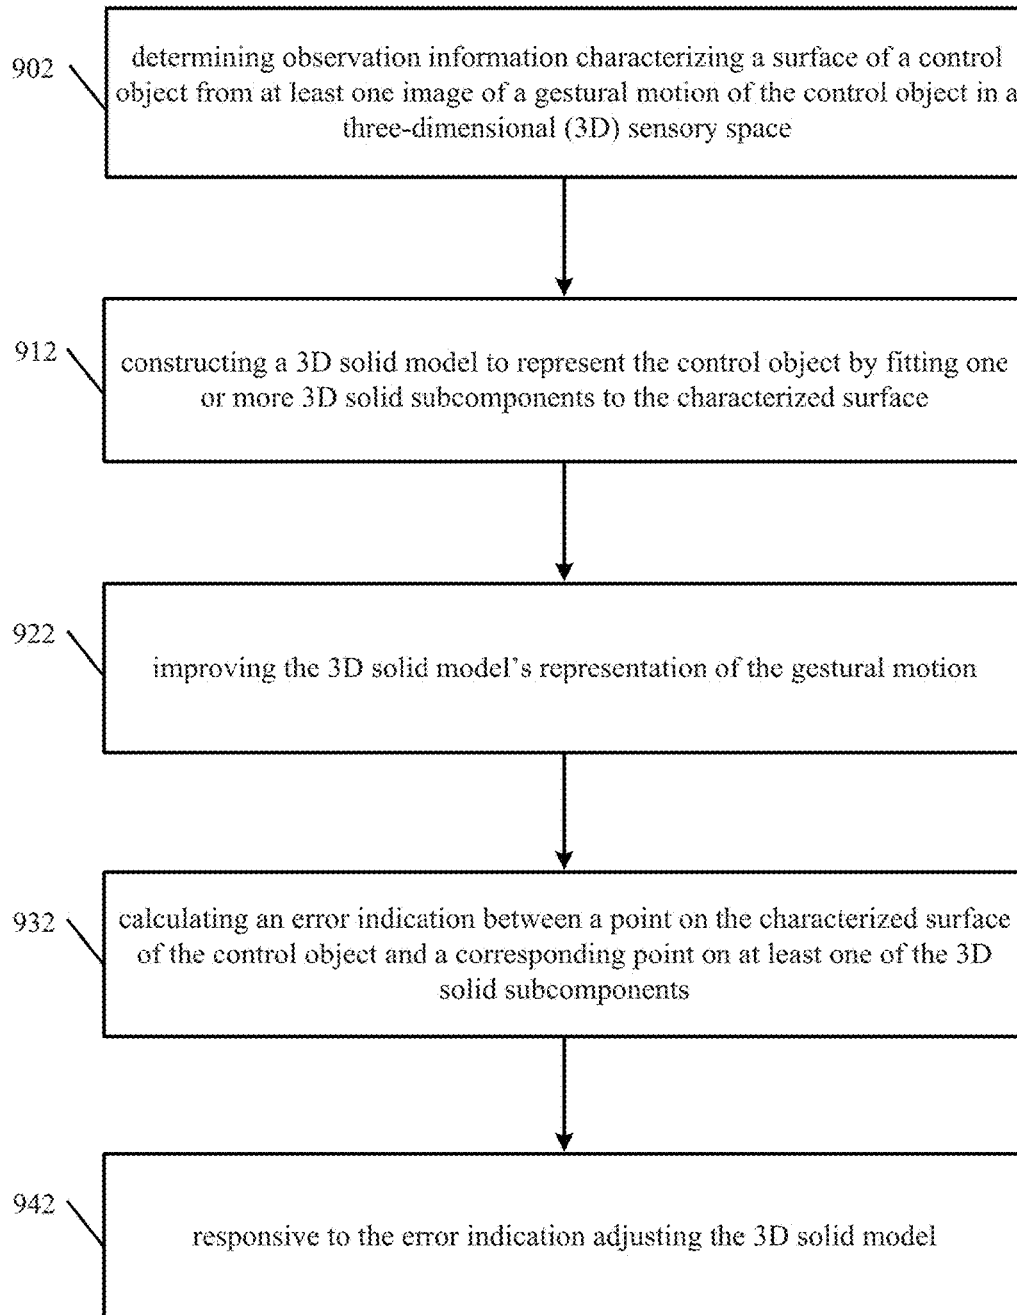 902
determining observation information characterizing a surface of a control
object from at least one image of a gestural motion of the control object in a
three-dimensional (3D) sensory space
912
constructing a 3D solid model to represent the control object by fitting one
or more 3D solid subcomponents to the characterized surface
922
improving the 3D solid model's representation of the gestural motion
932
calculating an error indication between a point on the characterized surface
of the control object and a corresponding point on at least one of the 3D
solid subcomponents
942
responsive to the error indication adjusting the 3D solid model